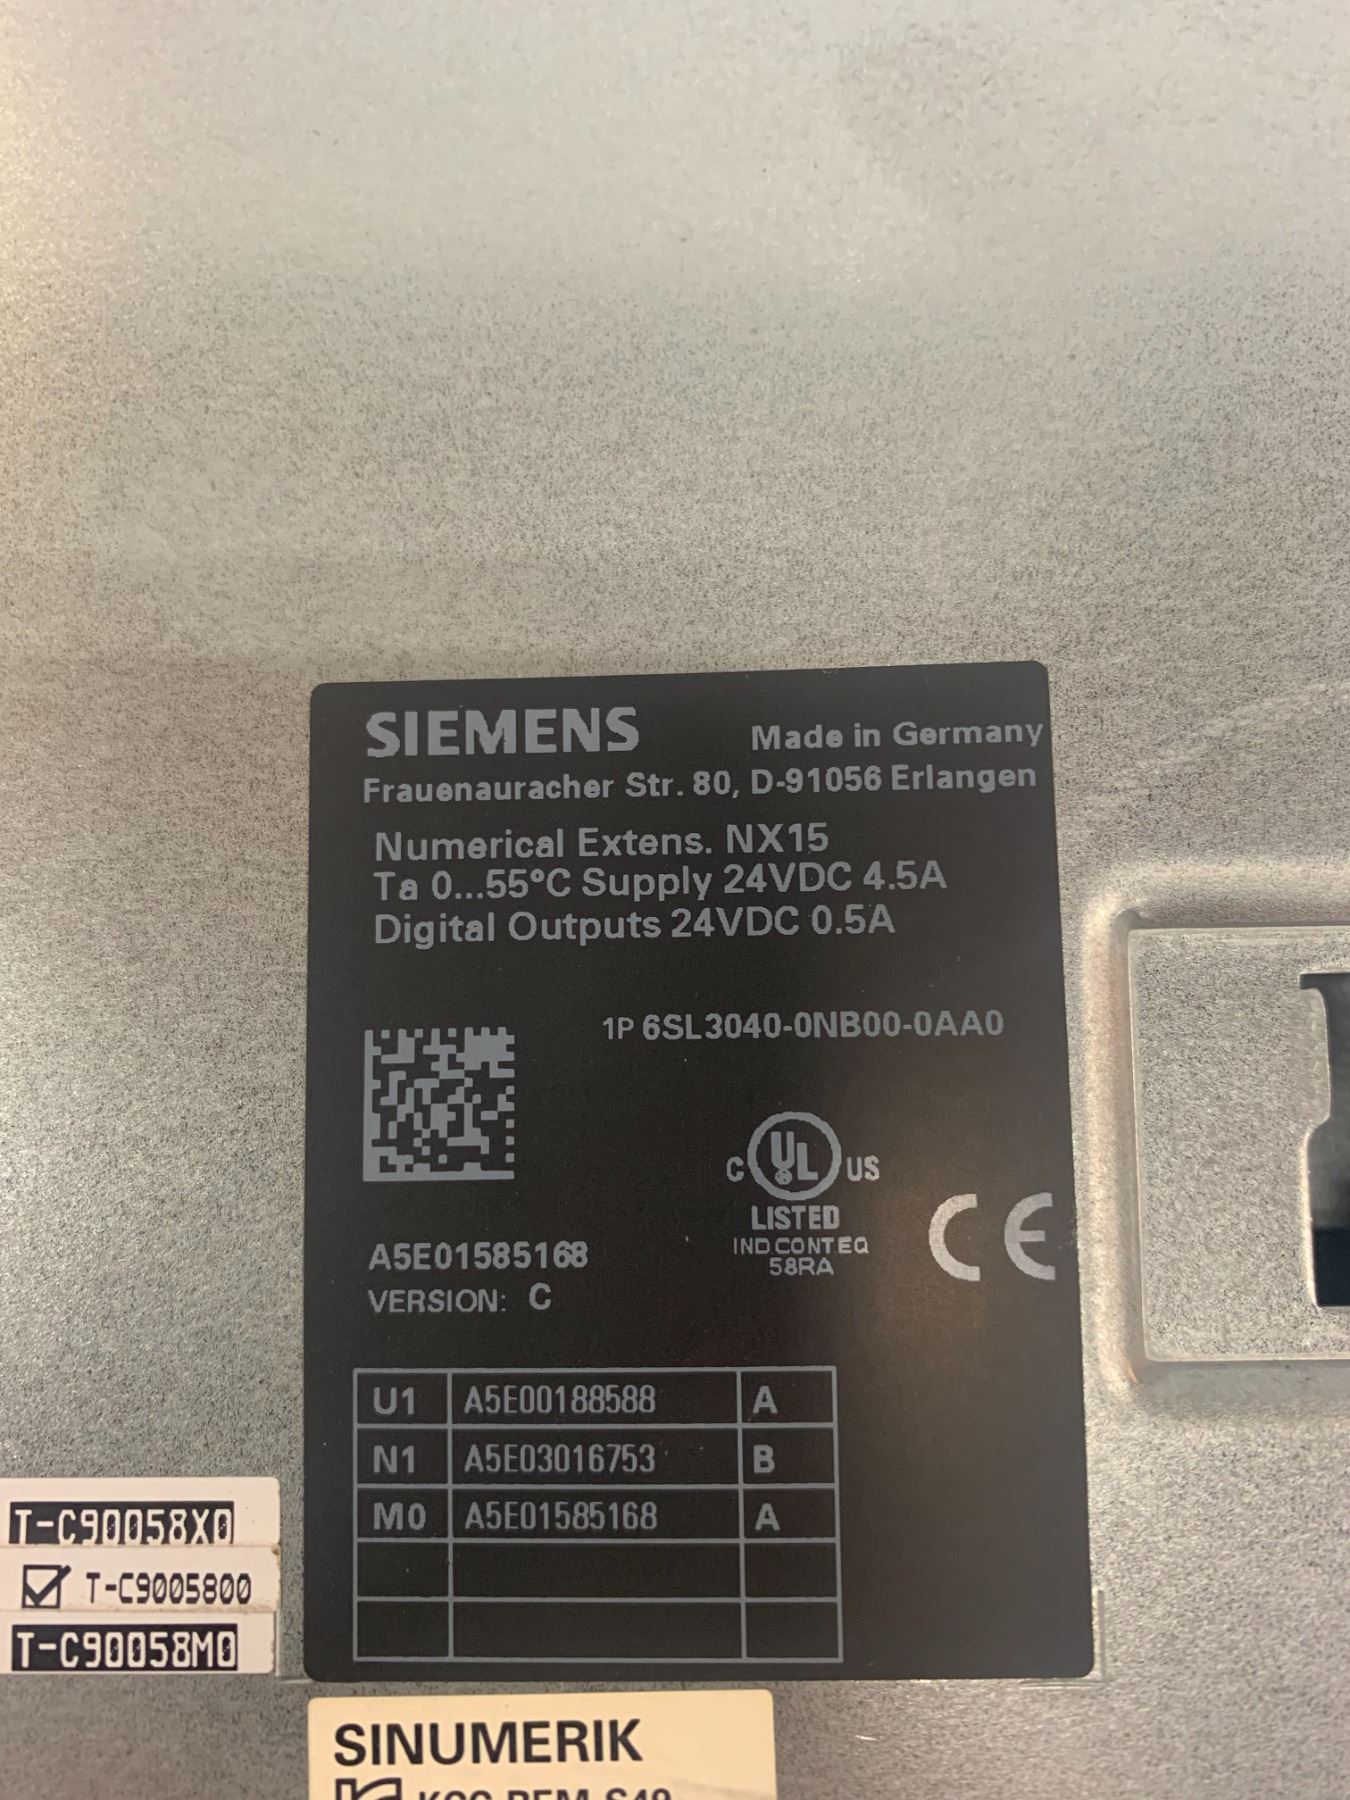 SIEMENS Made in Germany
Frauenauracher Str. 80, D-91056 Erlangen
Numerical Extens. NX15
Ta 0...55°C Supply 24VDC 4.5A
Digital Outputs 24VDC 0.5A
1P 6SL3040-0NB00-0AA0
C UL US
LISTED
IND CONT EQ
58RA
CE
A5E01585168
VERSION: C
U1 A5E00188588 A
N1 A5E03016753 B
M0 A5E01585168 A
T-C90058X0
T-C9005800
T-C90058M0
SINUMERIK